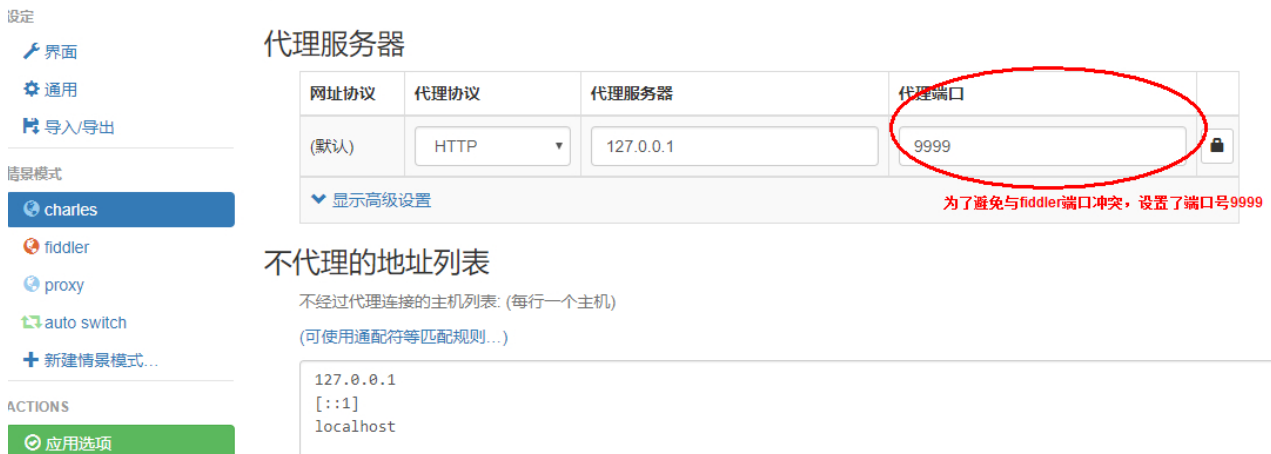 设定
界面
通用
导入/导出
情景模式
charles
fiddler
proxy
auto switch
新建情景模式...
ACTIONS
应用选项
代理服务器
网址协议 代理协议 代理服务器 代理端口
(默认) HTTP 127.0.0.1 9999
显示高级设置
为了避免与fiddler端口冲突，设置了端口号9999
不代理的地址列表
不经过代理连接的主机列表: (每行一个主机)
(可使用通配符等匹配规则...)
127.0.0.1
[::1]
localhost